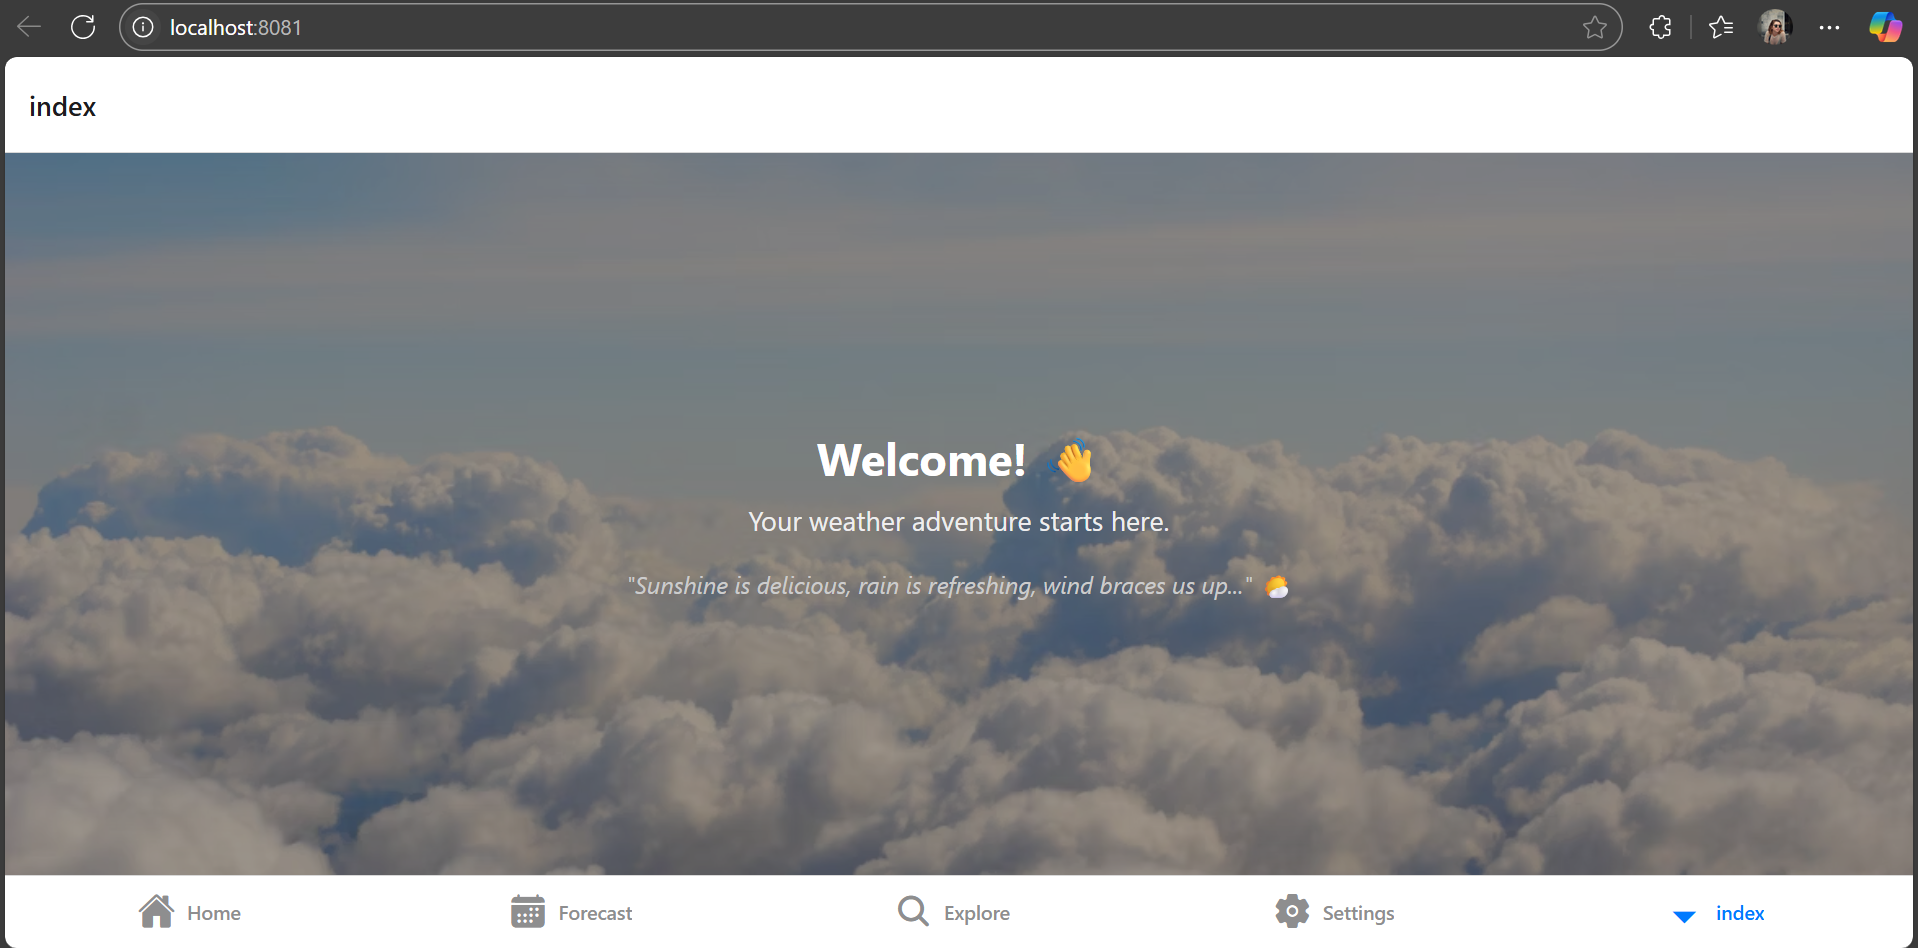 localhost:8081
index
Welcome! 👋
Your weather adventure starts here.
"Sunshine is delicious, rain is refreshing, wind braces us up..." 🌤️
Home
Forecast
Explore
Settings
index